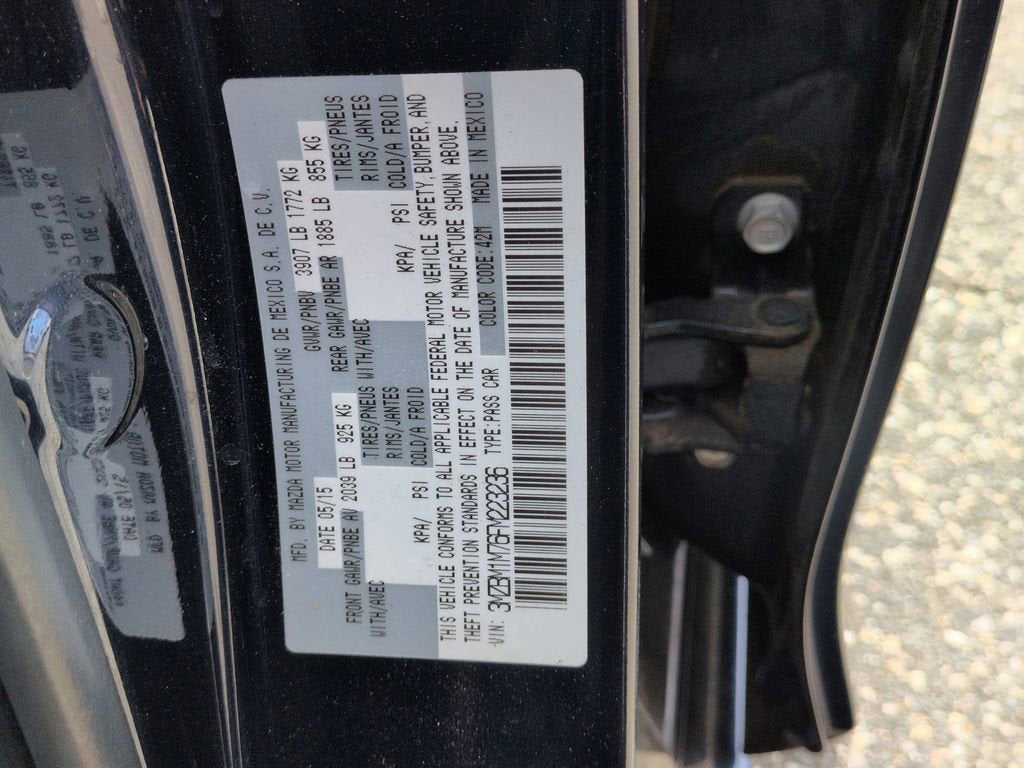 MFD. BY MAZDA MOTOR MANUFACTURING DE MEXICO S.A. DE C.V.
DATE 05/15 GVWR/PNBV 3907 LB 1772 KG
FRONT GAWR/PNBE AV 2039 LB 925 KG REAR GAWR/PNBE AR 1885 LB 855 KG
WITH/AVEC TIRES/PNEUS WITH/AVEC TIRES/PNEUS
RIMS/JANTES RIMS/JANTES
KPA/ PSI COLD/A FROID KPA/ PSI COLD/A FROID
THIS VEHICLE CONFORMS TO ALL APPLICABLE FEDERAL MOTOR VEHICLE SAFETY, BUMPER, AND
THEFT PREVENTION STANDARDS IN EFFECT ON THE DATE OF MANUFACTURE SHOWN ABOVE.
VIN: 3MZBM1M76FM223236 TYPE:PASS CAR COLOR CODE:42M MADE IN MEXICO